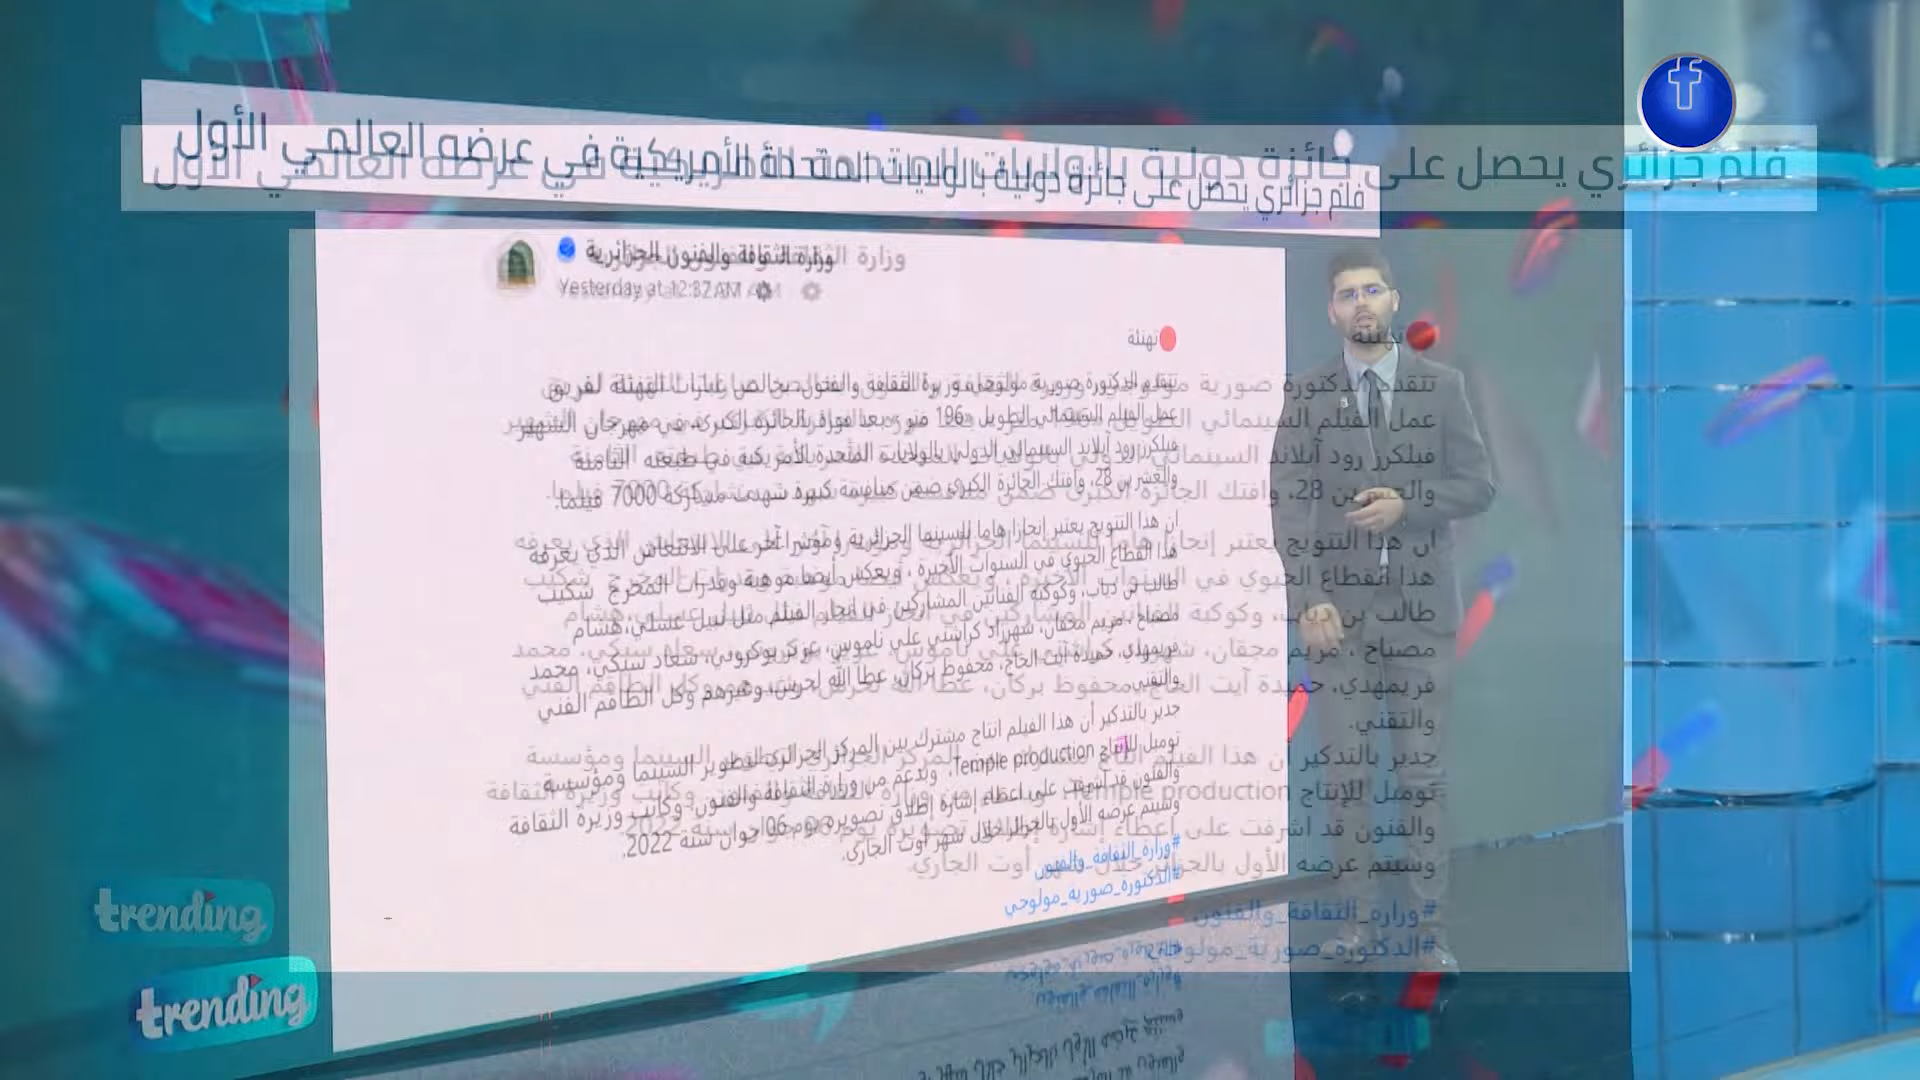 فلم جزائري يحصل على جائزة دولية بالولايات المتحدة الأمريكية في عرضه العالمي الأول
وزارة الثقافة والفنون الجزائرية
Yesterday at 12:32 AM
تهنئة
تتقدم الدكتورة صورية مولوجي وزيرة الثقافة والفنون بخالص عبارات التهنئة لفريق
عمل الفيلم السينمائي الطويل "196 متر" بعد فوزه بالجائزة الكبرى في مهرجان الشهير
فيلكرز رود آيلاند السينمائي الدولي بالولايات المتحدة الأمريكية في طبعته الثامنة
والعشرين 28، وافتك الجائزة الكبرى ضمن منافسة كبيرة شهدت مشاركة 7000 فيلما.
ان هذا التتويج يعتبر إنجازا هاما للسينما الجزائرية ومؤشرا آخر على الانتعاش الذي يعرفه
هذا القطاع الحيوي في السنوات الأخيرة ، ويعكس أيضا موهبة وقدرات المخرج شكيب
طالب بن دياب، وكوكبة الفنانين المشاركين في انجاز الفيلم مثل نبيل عسلي، هشام
مصباح ، مريم مجقان، شهرزاد كراشني علي ناموس، عزيز بوكروني، سعاد سبكي، محمد
فريمهدي، حميدة آيت الحاج، محفوظ بركان، عطا الله لحرش، وغيرهم وكل الطاقم الفني
والتقني.
جدير بالتذكير أن هذا الفيلم انتاج مشترك بين المركز الجزائري لتطوير السينما ومؤسسة
تومبل للإنتاج Temple production، وبدعم من وزارة الثقافة والفنون، وكانت وزيرة الثقافة
والفنون قد اشرفت على اعطاء إشارة إطلاق تصويره يوم 06 جوان سنة 2022.
وسيتم عرضه الأول بالجزائر خلال شهر أوت الجاري.
#وزارة_الثقافة_والفنون
#الدكتورة_صورية_مولوجي
trending
trending